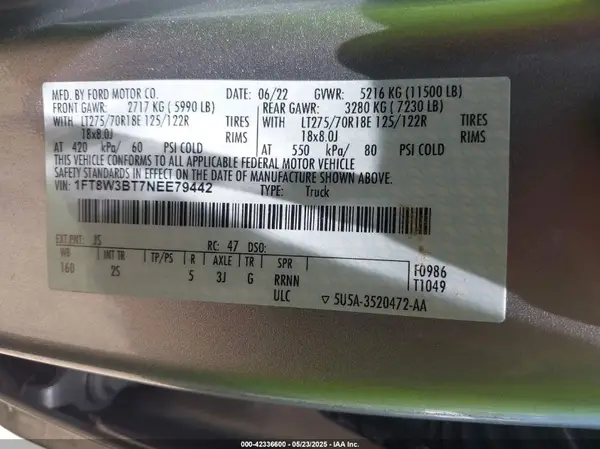 MFD. BY FORD MOTOR CO.
DATE: 06/22 GVWR: 5216 KG (11500 LB)
FRONT GAWR: 2717 KG ( 5990 LB) REAR GAWR: 3280 KG ( 7230 LB)
WITH LT275/70R18E 125/122R TIRES WITH LT275/70R18E 125/122R TIRES
18x8.0J RIMS 18x8.0J RIMS
AT 420 kPa/ 60 PSI COLD AT 550 kPa/ 80 PSI COLD
THIS VEHICLE CONFORMS TO ALL APPLICABLE FEDERAL MOTOR VEHICLE
SAFETY STANDARDS IN EFFECT ON THE DATE OF MANUFACTURE SHOWN ABOVE.
VIN: 1FT8W3BT7NEE79442 TYPE: Truck
EXT PNT: JS RC: 47 DSO:
WB INT TR TP/PS R AXLE TR SPR
160 2S 5 3J G RRNN
ULC
F0986
T1049
5U5A-3520472-AA
000-42336600 - 05/23/2025 - IAA Inc.